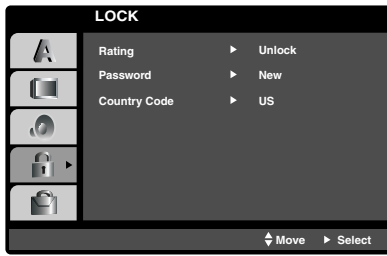 LOCK
A
Rating ▶ Unlock
Password ▶ New
Country Code ▶ US
Move ▶ Select